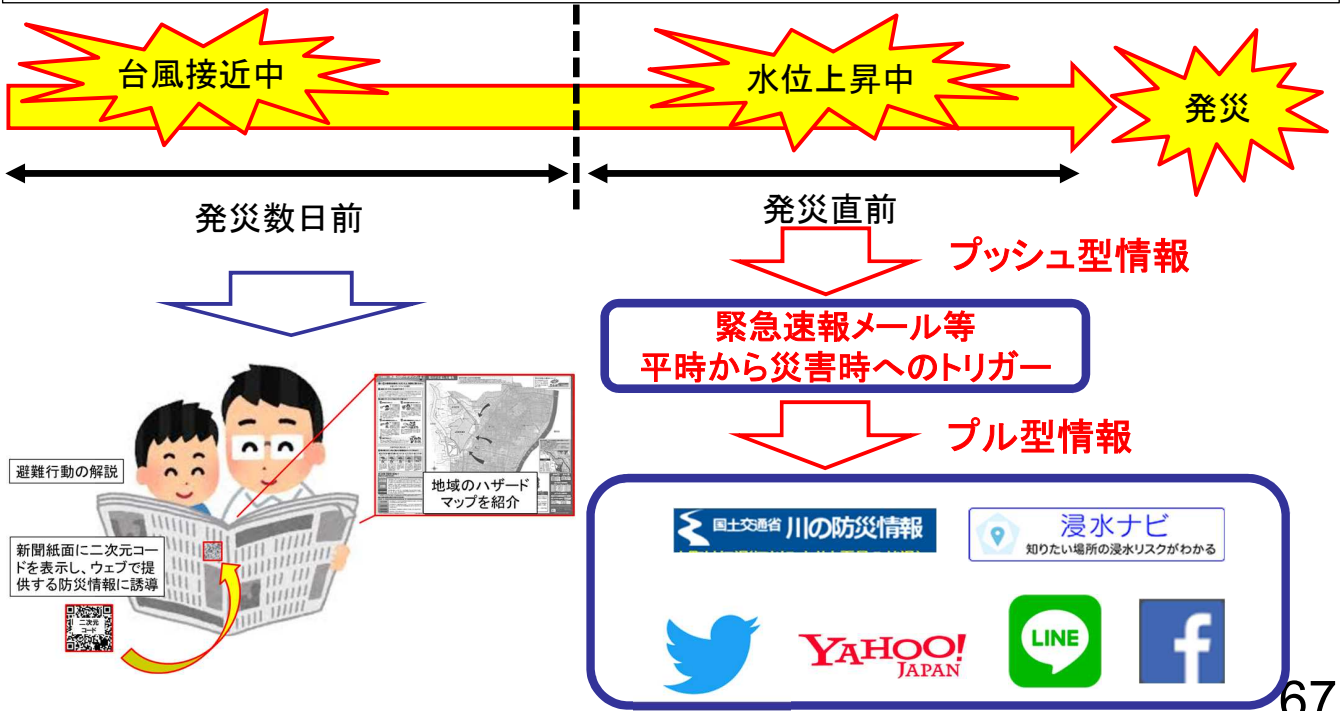 台風接近中
水位上昇中
発災
発災数日前
発災直前
プッシュ型情報
緊急速報メール等
平時から災害時へのトリガー
プル型情報
避難行動の解説
地域のハザード
マップを紹介
新聞紙面に二次元コー
ドを表示し、ウェブで提
供する防災情報に誘導
二次元
コード
国土交通省 川の防災情報
浸水ナビ
知りたい場所の浸水リスクがわかる
YAHOO!
JAPAN
LINE
f
67